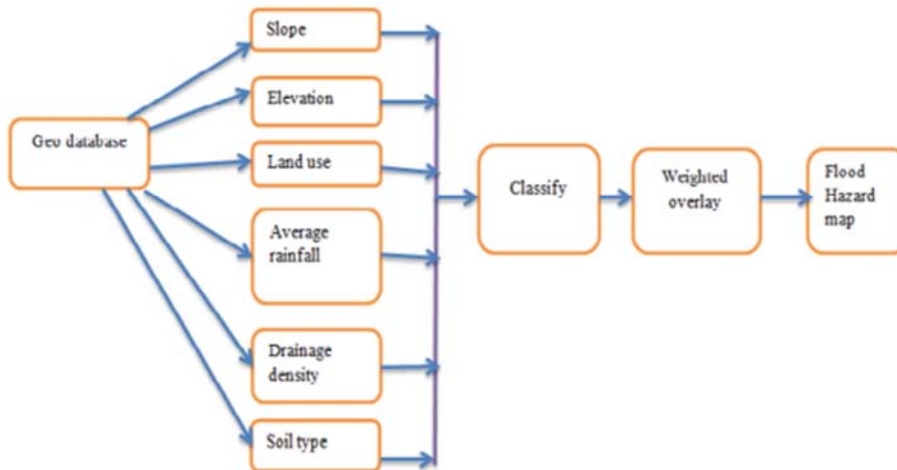 Geo database
Slope
Elevation
Land use
Average
rainfall
Drainage
density
Soil type
Classify
Weighted
overlay
Flood
Hazard
map